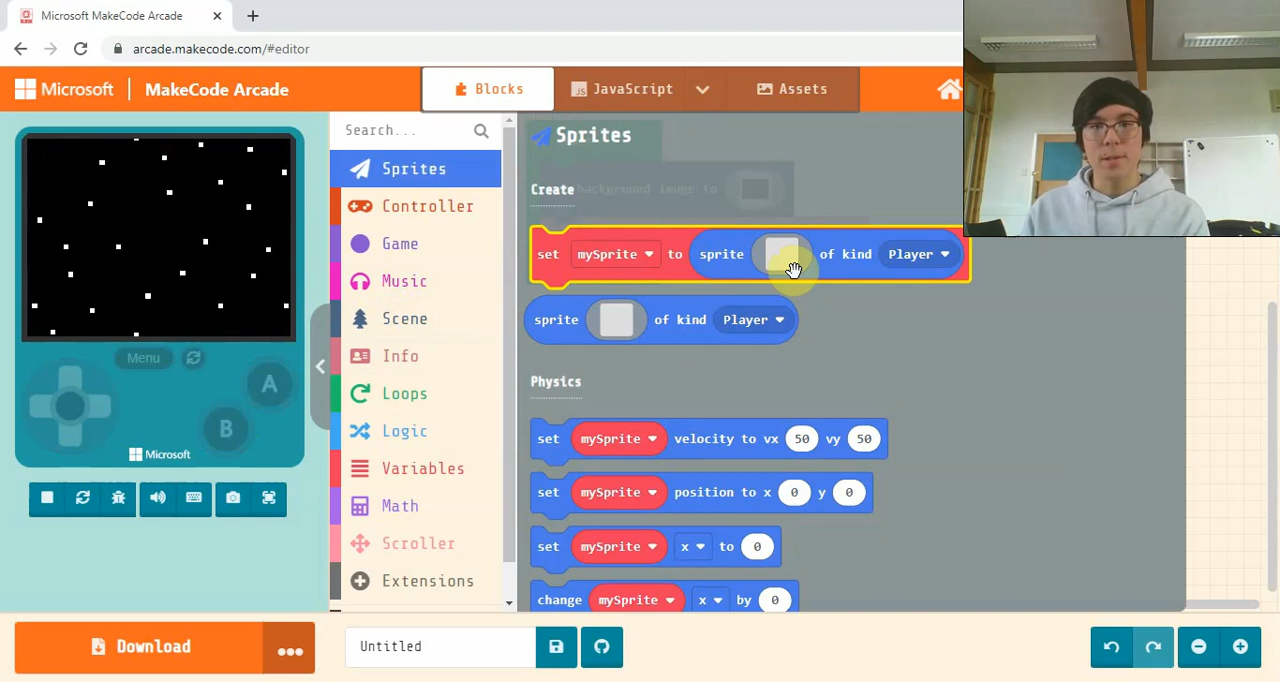 Microsoft MakeCode Arcade
arcade.makecode.com/#editor
Microsoft MakeCode Arcade
Blocks JavaScript Assets
Search...
Sprites
Controller
Game
Music
Scene
Info
Loops
Logic
Variables
Math
Scroller
Extensions
Menu
A
B
Microsoft
Sprites
Create
background image to
set mySprite to sprite of kind Player
sprite of kind Player
Physics
set mySprite velocity to vx 50 vy 50
set mySprite position to x 0 y 0
set mySprite x to 0
change mySprite x by 0
Download
Untitled